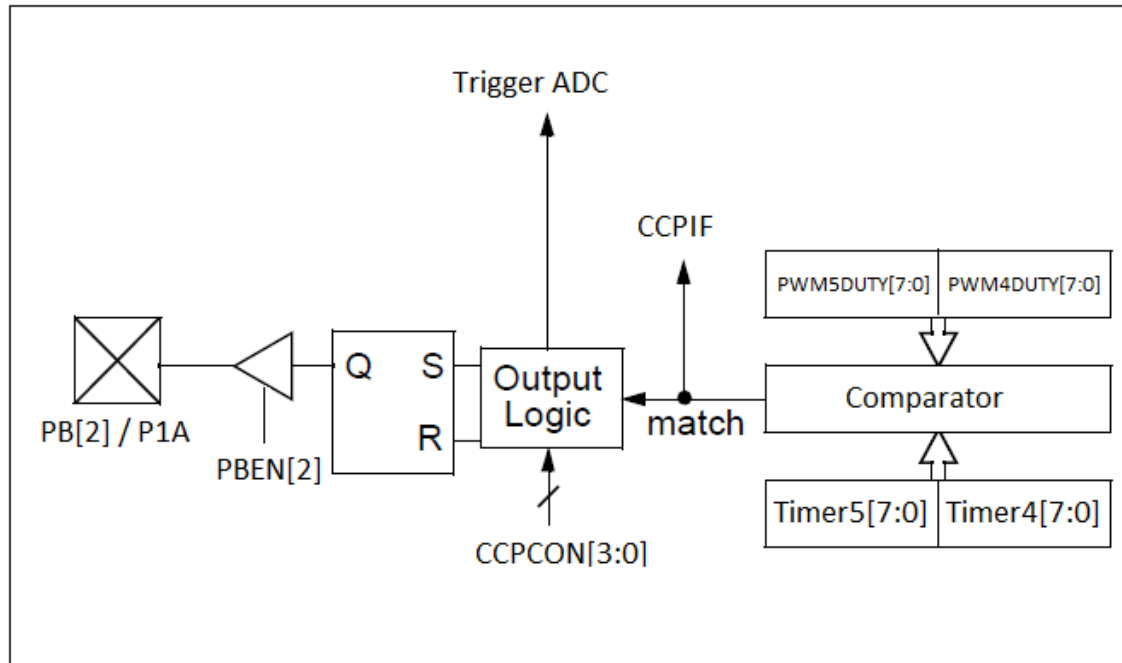 Trigger ADC
CCPIF
PWM5DUTY[7:0] PWM4DUTY[7:0]
Q S R
Output
Logic
match
Comparator
PB[2] / P1A
PBEN[2]
Timer5[7:0] Timer4[7:0]
CCPCON[3:0]